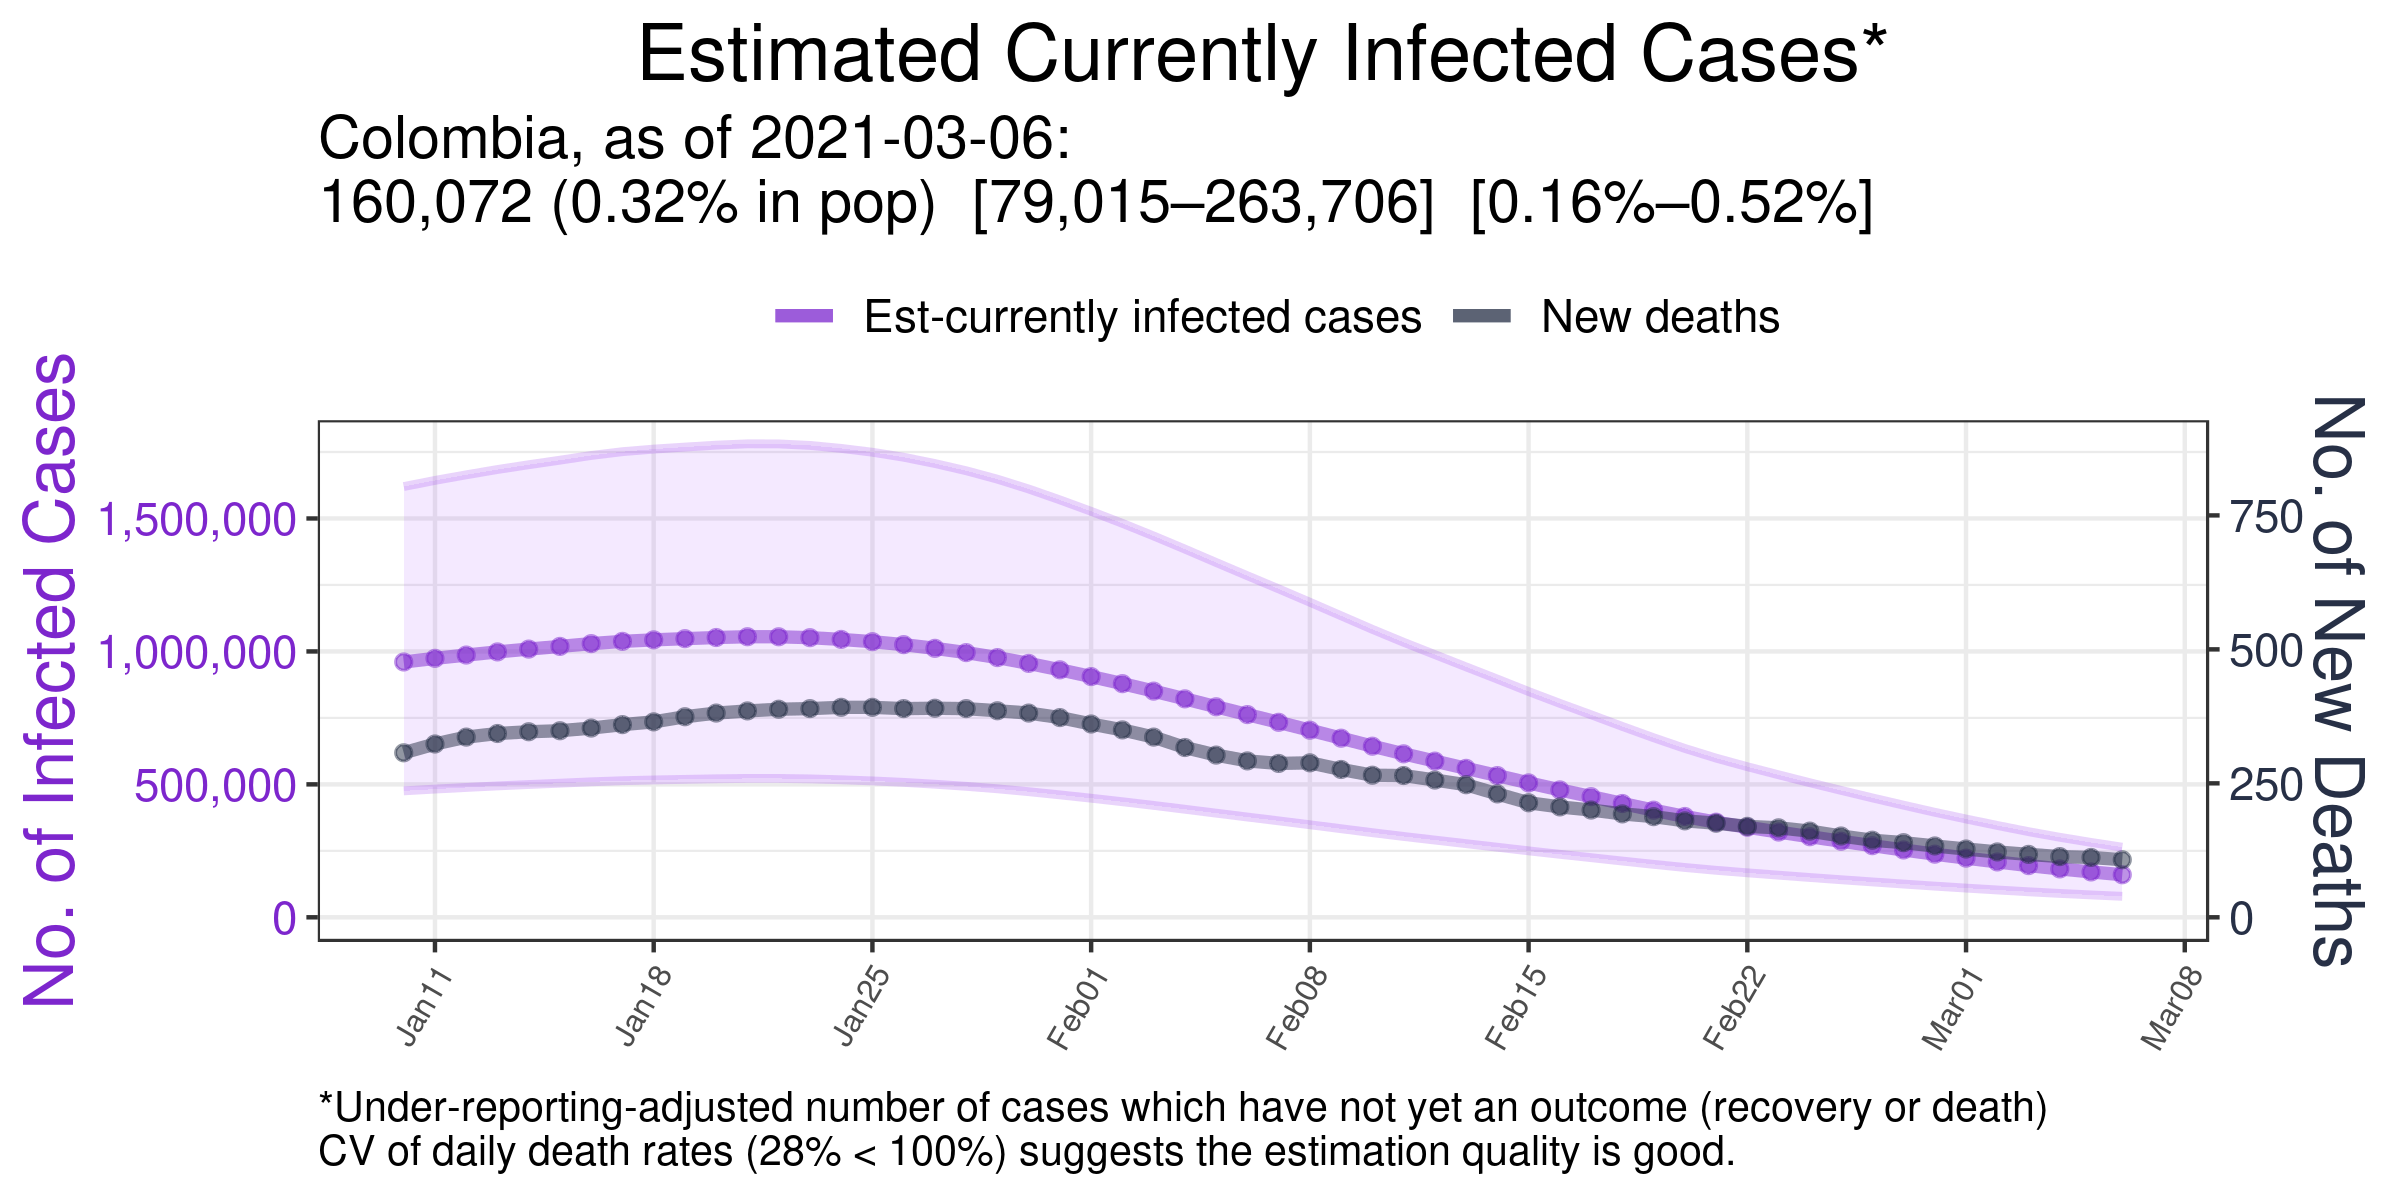 Estimated Currently Infected Cases*
Colombia, as of 2021-03-06:
160,072 (0.32% in pop)  [79,015–263,706]  [0.16%–0.52%]
Est-currently infected cases
New deaths
No. of Infected Cases
1,500,000
1,000,000
500,000
0
No. of New Deaths
750
500
250
0
Jan11
Jan18
Jan25
Feb01
Feb08
Feb15
Feb22
Mar01
Mar08
*Under-reporting-adjusted number of cases which have not yet an outcome (recovery or death)
CV of daily death rates (28% < 100%) suggests the estimation quality is good.